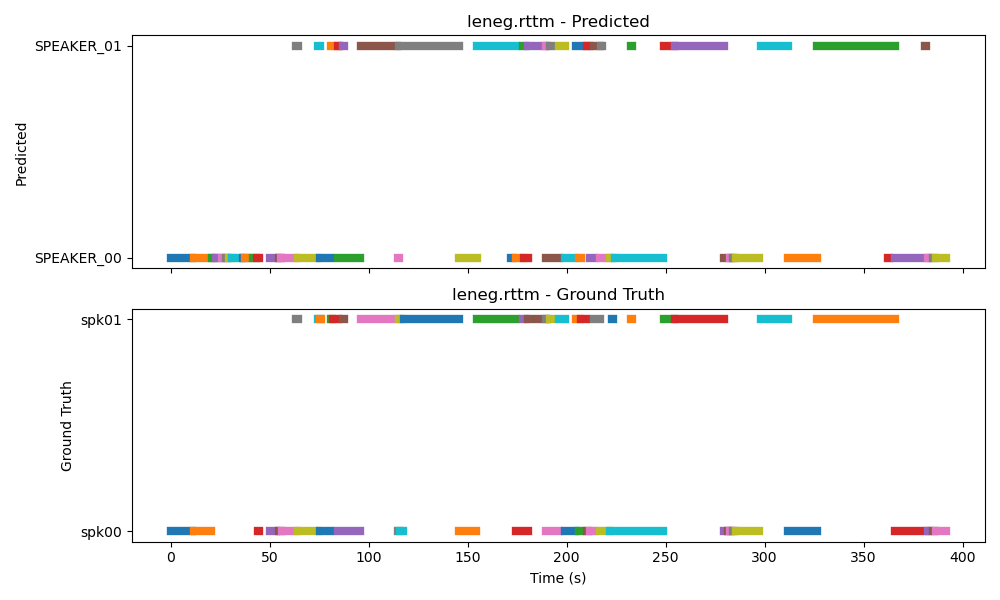 leneg.rttm - Predicted
SPEAKER_01
Predicted
SPEAKER_00
leneg.rttm - Ground Truth
spk01
Ground Truth
spk00
0 50 100 150 200 250 300 350 400
Time (s)